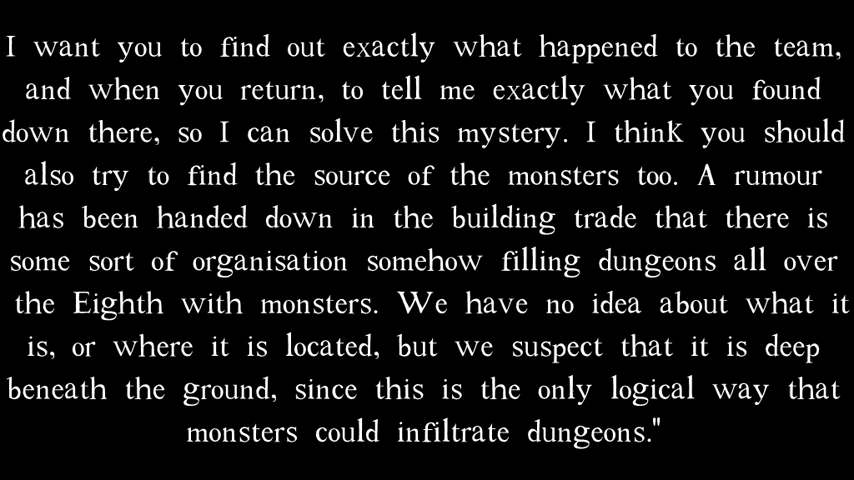 I want you to find out exactly what happened to the team,
and when you return, to tell me exactly what you found
down there, so I can solve this mystery. I think you should
also try to find the source of the monsters too. A rumour
has been handed down in the building trade that there is
some sort of organisation somehow filling dungeons all over
the Eighth with monsters. We have no idea about what it
is, or where it is located, but we suspect that it is deep
beneath the ground, since this is the only logical way that
monsters could infiltrate dungeons."